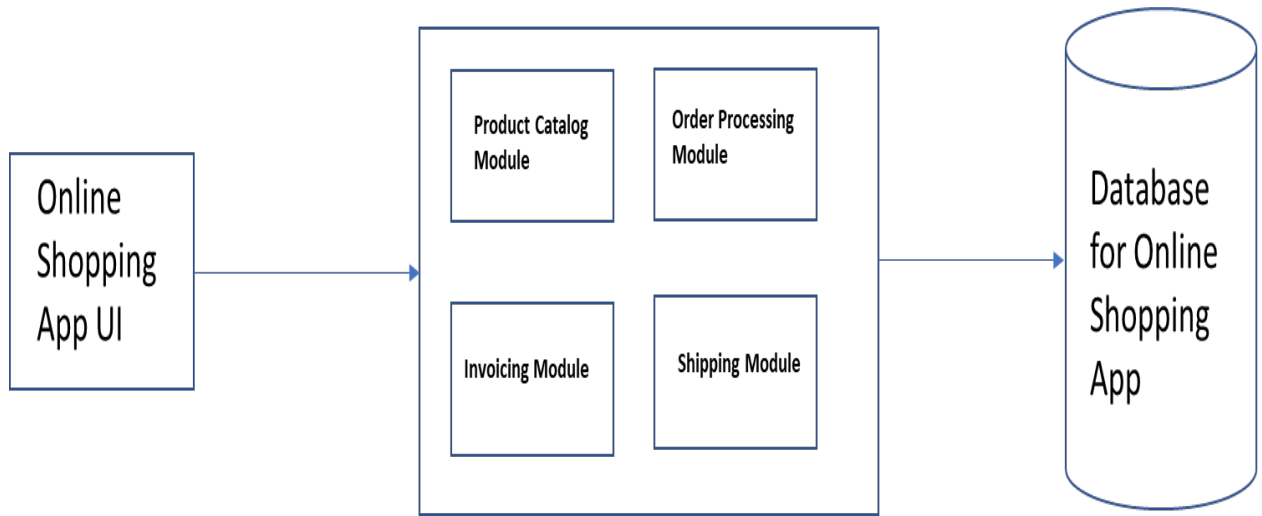 Online
Shopping
App UI
Product Catalog
Module
Order Processing
Module
Invoicing Module
Shipping Module
Database
for Online
Shopping
App